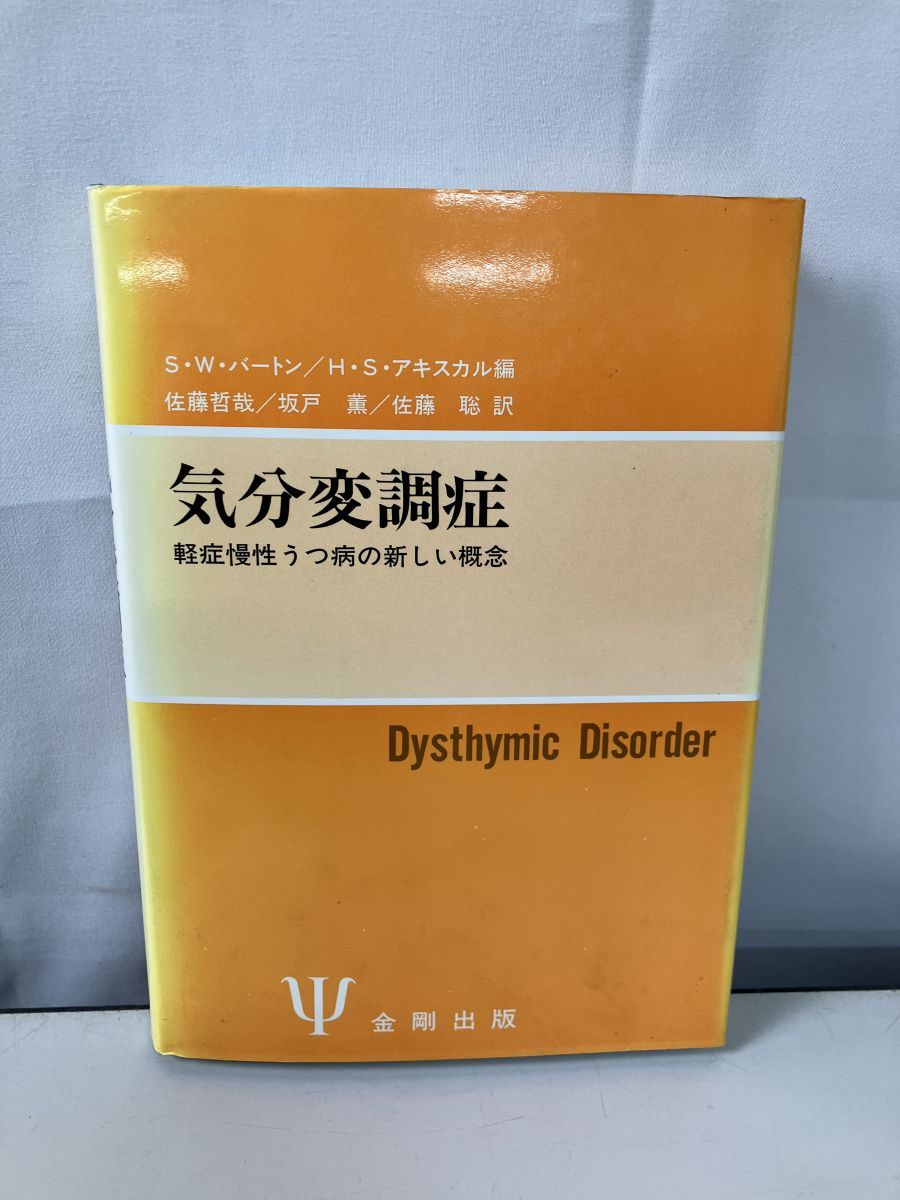 S・W・バートン／H・S・アキスカル編
佐藤哲哉／坂戸　薫／佐藤　聡 訳
気分変調症
軽症慢性うつ病の新しい概念
Dysthymic Disorder
Ψ 金剛出版